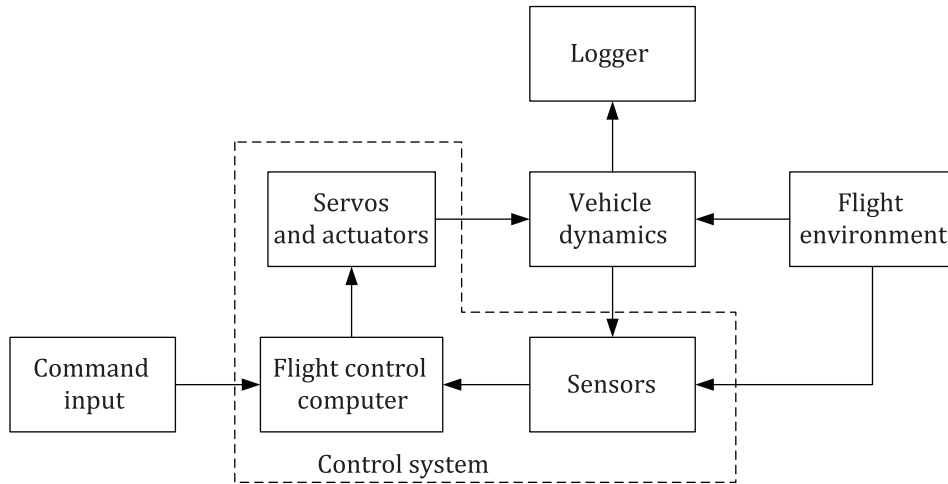 Logger
Servos
and actuators
Vehicle
dynamics
Flight
environment
Command
input
Flight control
computer
Sensors
Control system